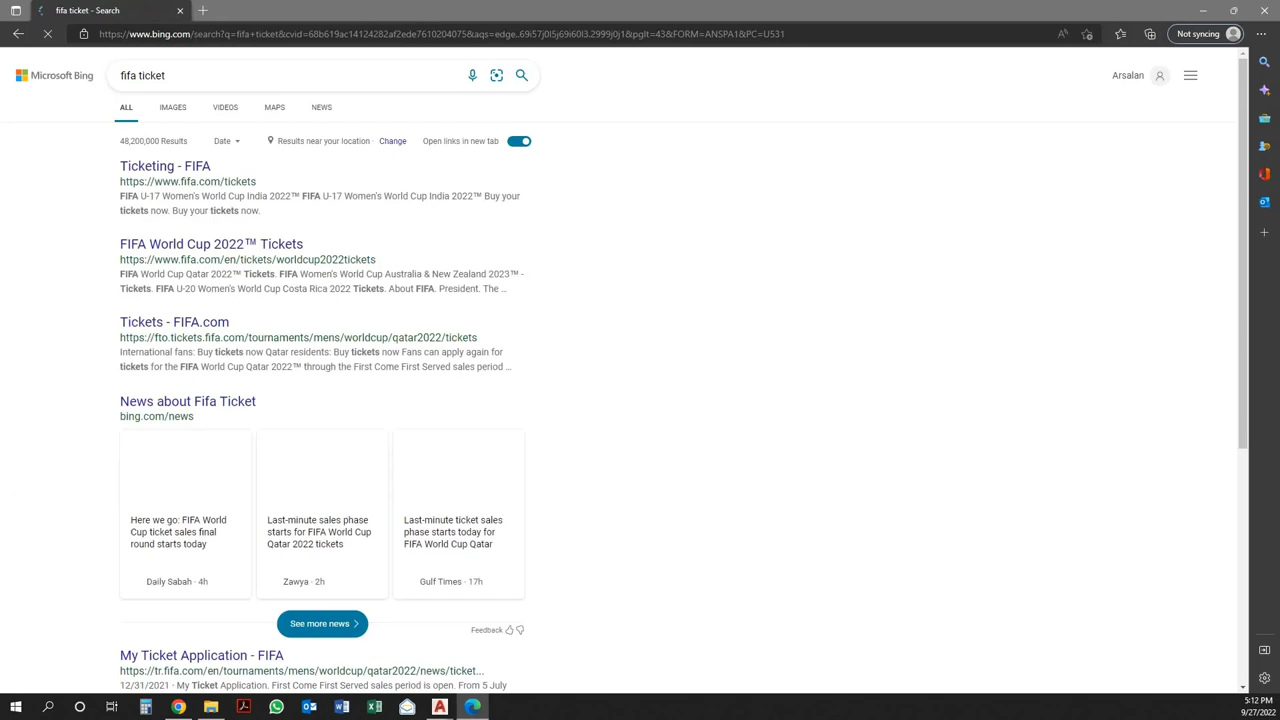 fifa ticket - Search
https://www.bing.com/search?q=fifa+ticket&cvid=68b619ac14124282af2ede7610204075&aqs=edge..69i57j0l5j69i60l3.2999j0j1&pglt=43&FORM=ANSPA1&PC=U531
Not syncing
Microsoft Bing
fifa ticket
Arsalan
ALL IMAGES VIDEOS MAPS NEWS
48,200,000 Results Date Results near your location · Change Open links in new tab
Ticketing - FIFA
https://www.fifa.com/tickets
FIFA U-17 Women's World Cup India 2022™ FIFA U-17 Women's World Cup India 2022™ Buy your
tickets now. Buy your tickets now.
FIFA World Cup 2022™ Tickets
https://www.fifa.com/en/tickets/worldcup2022tickets
FIFA World Cup Qatar 2022™ Tickets. FIFA Women's World Cup Australia & New Zealand 2023™ -
Tickets. FIFA U-20 Women's World Cup Costa Rica 2022 Tickets. About FIFA. President. The ...
Tickets - FIFA.com
https://fto.tickets.fifa.com/tournaments/mens/worldcup/qatar2022/tickets
International fans: Buy tickets now Qatar residents: Buy tickets now Fans can apply again for
tickets for the FIFA World Cup Qatar 2022™ through the First Come First Served sales period ...
News about Fifa Ticket
bing.com/news
Here we go: FIFA World
Cup ticket sales final
round starts today
Daily Sabah · 4h
Last-minute sales phase
starts for FIFA World Cup
Qatar 2022 tickets
Zawya · 2h
Last-minute ticket sales
phase starts today for
FIFA World Cup Qatar
Gulf Times · 17h
See more news
Feedback
My Ticket Application - FIFA
https://tr.fifa.com/en/tournaments/mens/worldcup/qatar2022/news/ticket...
12/31/2021 · My Ticket Application. First Come First Served sales period is open. From 5 July
5:12 PM
9/27/2022